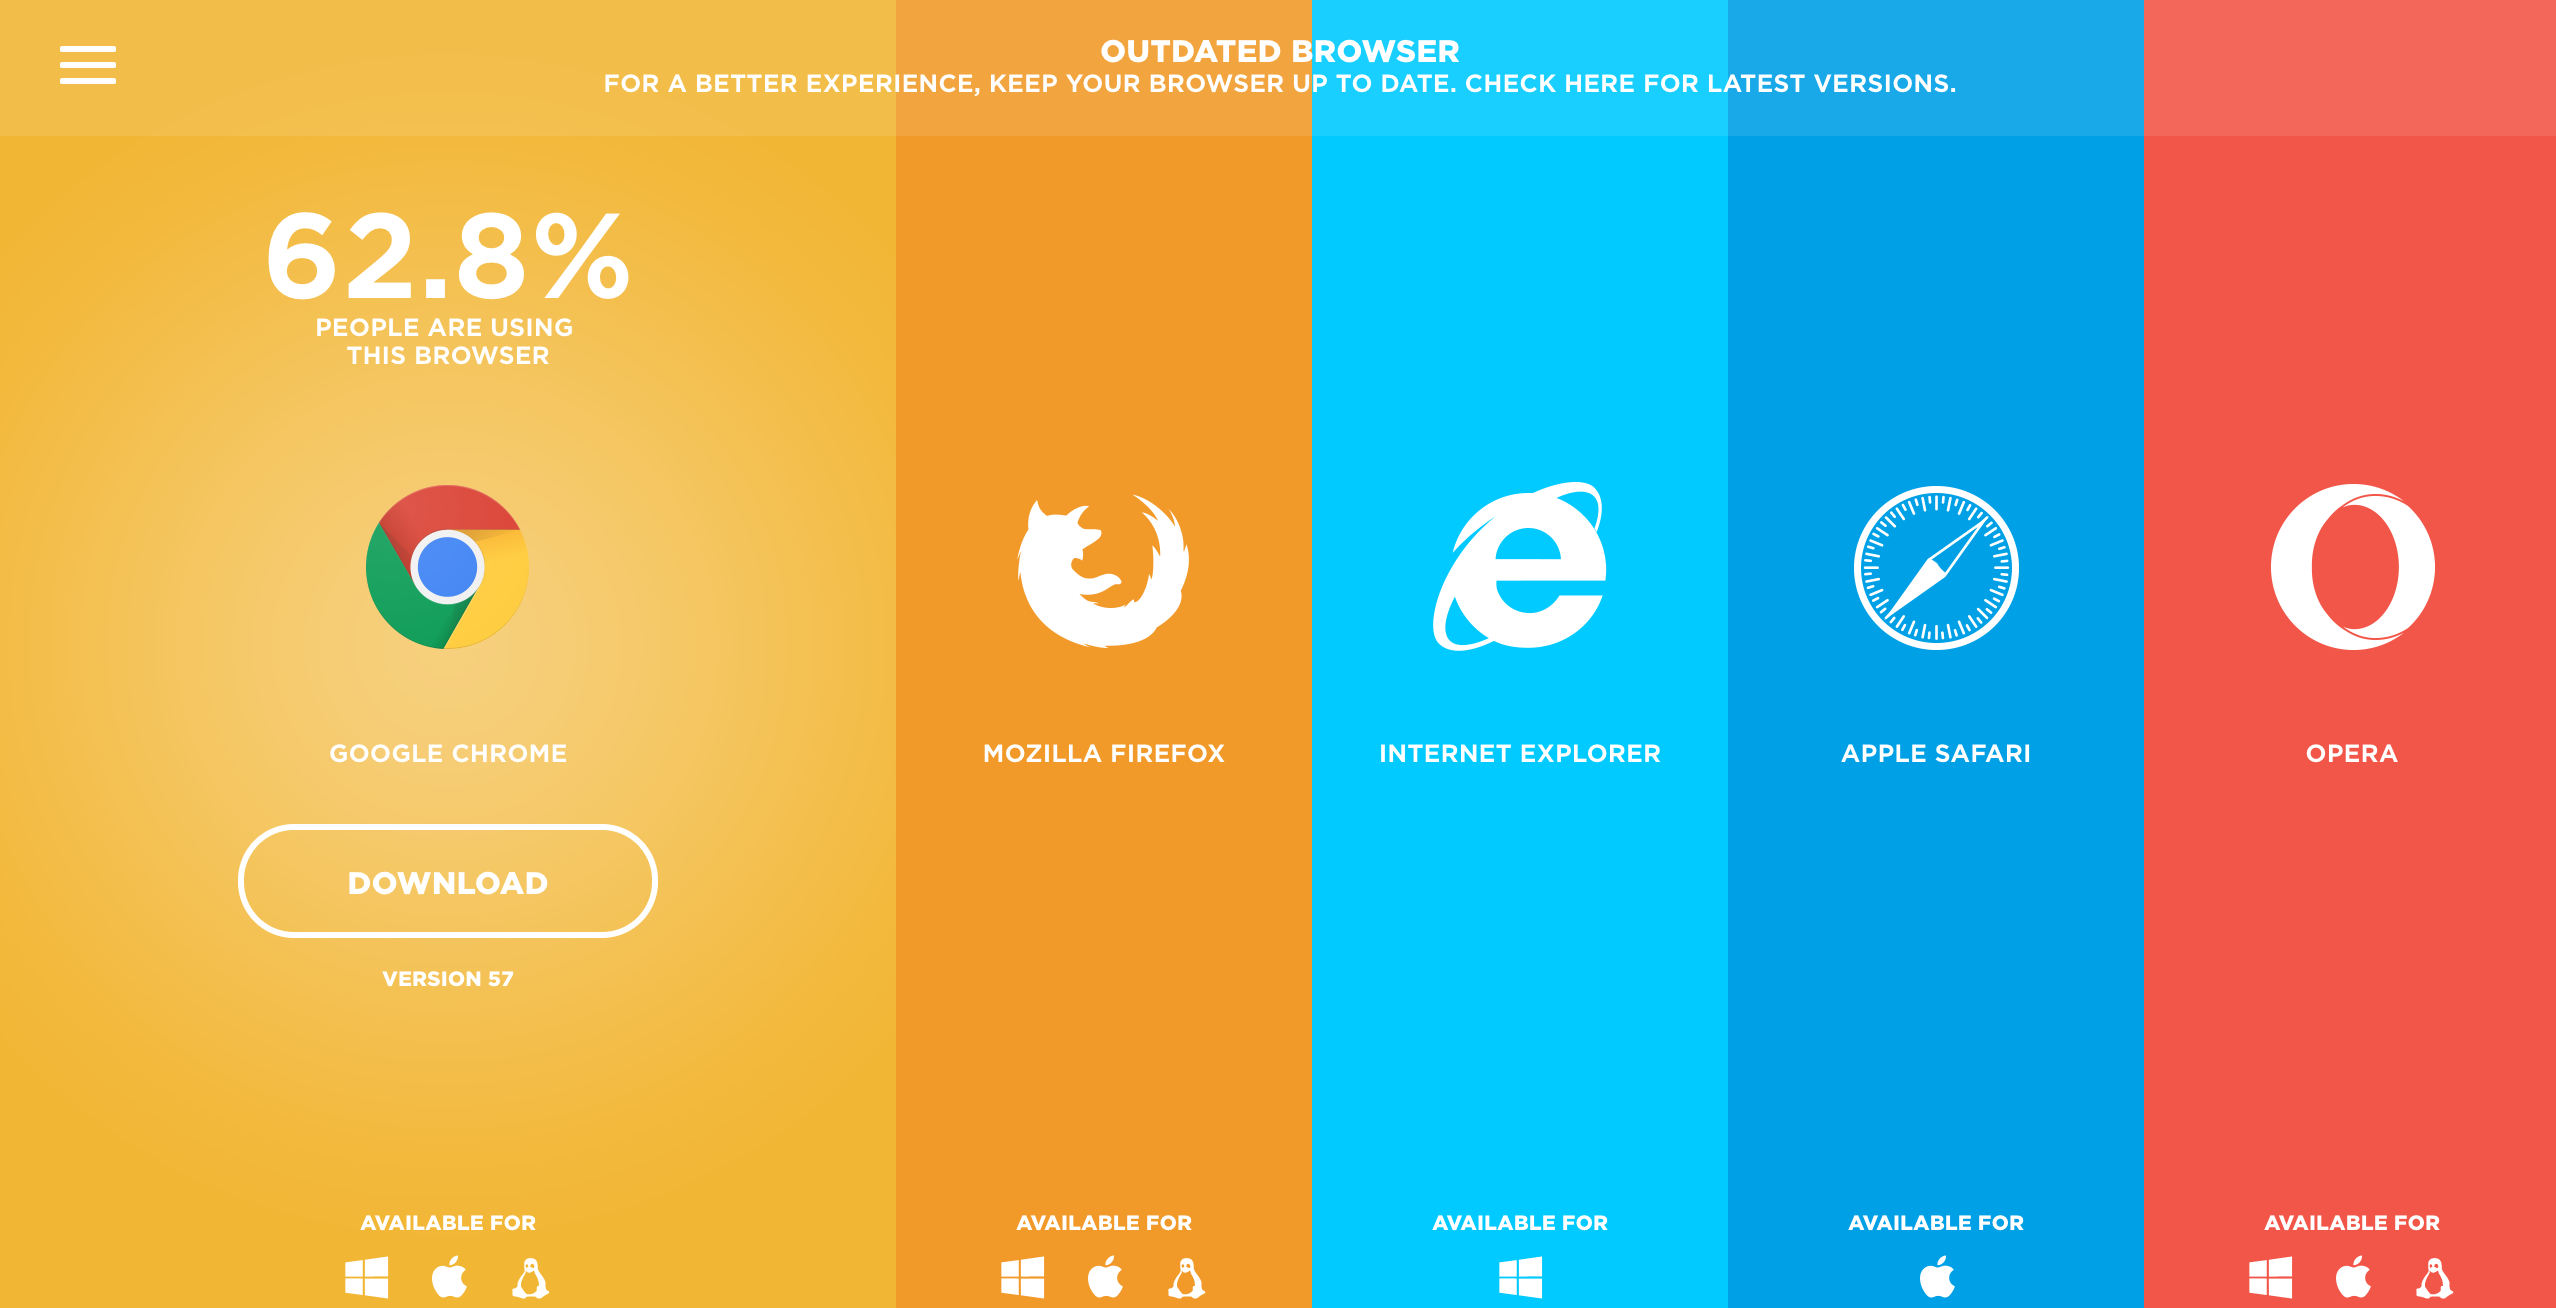 OUTDATED BROWSER
FOR A BETTER EXPERIENCE, KEEP YOUR BROWSER UP TO DATE. CHECK HERE FOR LATEST VERSIONS.
62.8%
PEOPLE ARE USING
THIS BROWSER
GOOGLE CHROME
DOWNLOAD
VERSION 57
AVAILABLE FOR
MOZILLA FIREFOX
AVAILABLE FOR
INTERNET EXPLORER
AVAILABLE FOR
APPLE SAFARI
AVAILABLE FOR
OPERA
AVAILABLE FOR